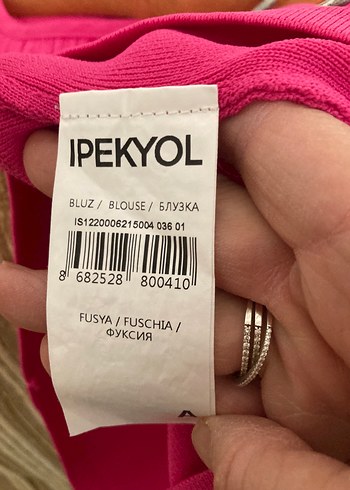 IPEKYOL
BLUZ / BLOUSE / БЛУЗКА
IS1220006215004 036 01
8 682528 800410
FUSYA / FUSCHIA /
ФУКСИЯ